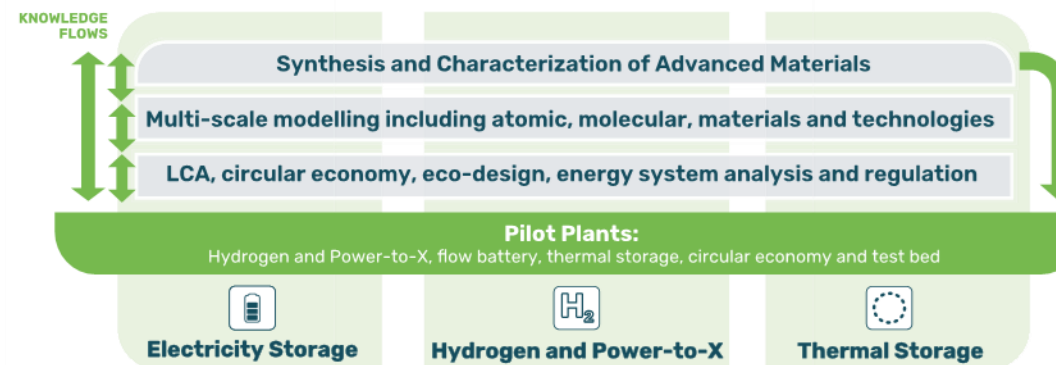 KNOWLEDGE
FLOWS
Synthesis and Characterization of Advanced Materials
Multi-scale modelling including atomic, molecular, materials and technologies
LCA, circular economy, eco-design, energy system analysis and regulation
Pilot Plants:
Hydrogen and Power-to-X, flow battery, thermal storage, circular economy and test bed
H2
Electricity Storage
Hydrogen and Power-to-X
Thermal Storage